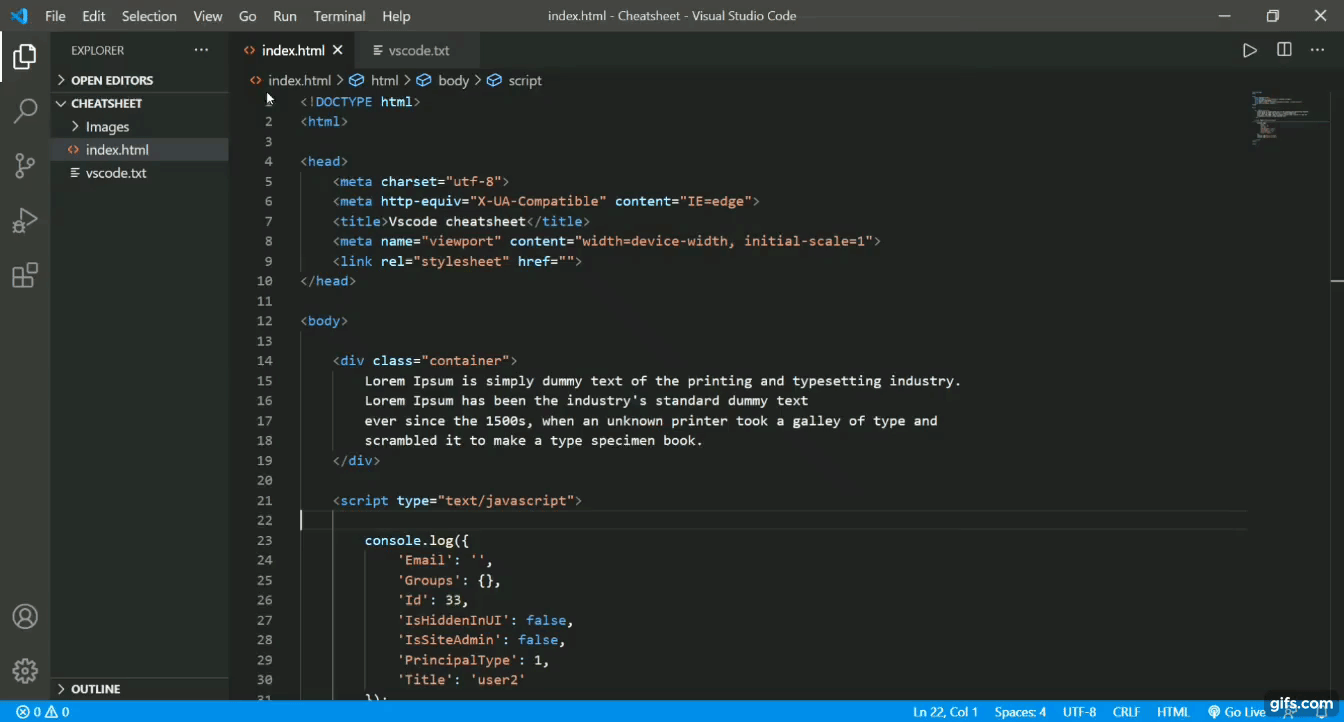 File Edit Selection View Go Run Terminal Help index.html - Cheatsheet - Visual Studio Code
EXPLORER
OPEN EDITORS
CHEATSHEET
Images
index.html
vscode.txt
OUTLINE
index.html vscode.txt
index.html > html > body > script
<!DOCTYPE html>
2 <html>
3
4 <head>
5 <meta charset="utf-8">
6 <meta http-equiv="X-UA-Compatible" content="IE=edge">
7 <title>Vscode cheatsheet</title>
8 <meta name="viewport" content="width=device-width, initial-scale=1">
9 <link rel="stylesheet" href="">
10 </head>
11
12 <body>
13
14 <div class="container">
15 Lorem Ipsum is simply dummy text of the printing and typesetting industry.
16 Lorem Ipsum has been the industry's standard dummy text
17 ever since the 1500s, when an unknown printer took a galley of type and
18 scrambled it to make a type specimen book.
19 </div>
20
21 <script type="text/javascript">
22
23 console.log({
24 'Email': '',
25 'Groups': {},
26 'Id': 33,
27 'IsHiddenInUI': false,
28 'IsSiteAdmin': false,
29 'PrincipalType': 1,
30 'Title': 'user2'
31 });
0 0 Ln 22, Col 1 Spaces: 4 UTF-8 CRLF HTML Go Live
gifs.com